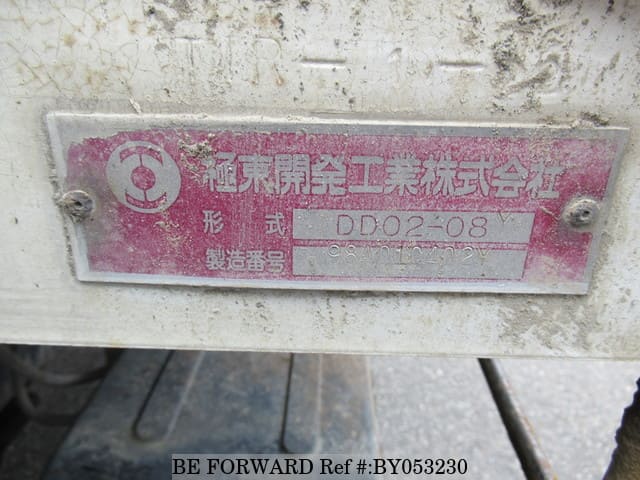 極東開発工業株式会社
形 式 DD02-08
製造番号
BE FORWARD Ref #:BY053230